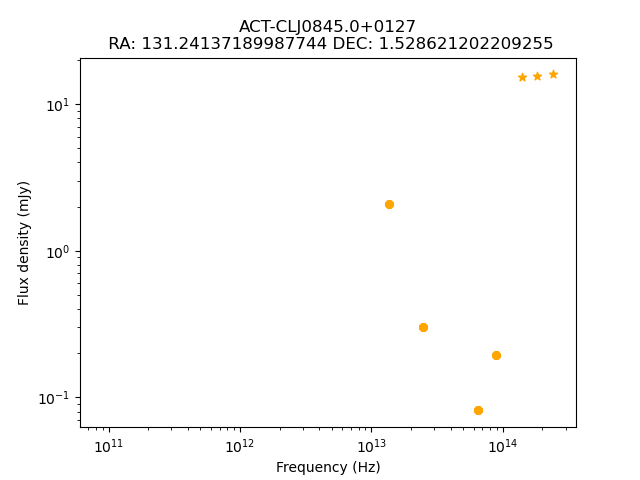 ACT-CLJ0845.0+0127
RA: 131.24137189987744 DEC: 1.528621202209255
Flux density (mJy)
10¹
10⁰
10⁻¹
10¹¹ 10¹² 10¹³ 10¹⁴
Frequency (Hz)